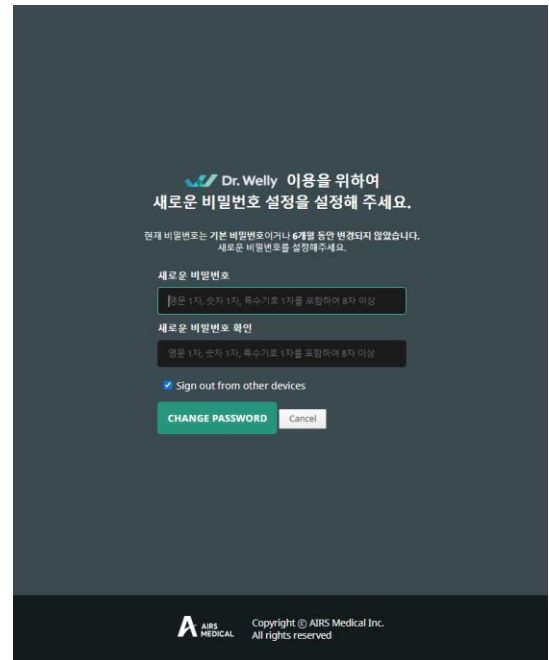 Dr. Welly 이용을 위하여
새로운 비밀번호 설정을 설정해 주세요.
현재 비밀번호는 기본 비밀번호이거나 6개월 동안 변경되지 않았습니다.
새로운 비밀번호를 설정해주세요.
새로운 비밀번호
영문 1자, 숫자 1자, 특수기호 1자를 포함하여 8자 이상
새로운 비밀번호 확인
영문 1자, 숫자 1자, 특수기호 1자를 포함하여 8자 이상
Sign out from other devices
CHANGE PASSWORD Cancel
AIRS MEDICAL
Copyright © AIRS Medical Inc.
All rights reserved